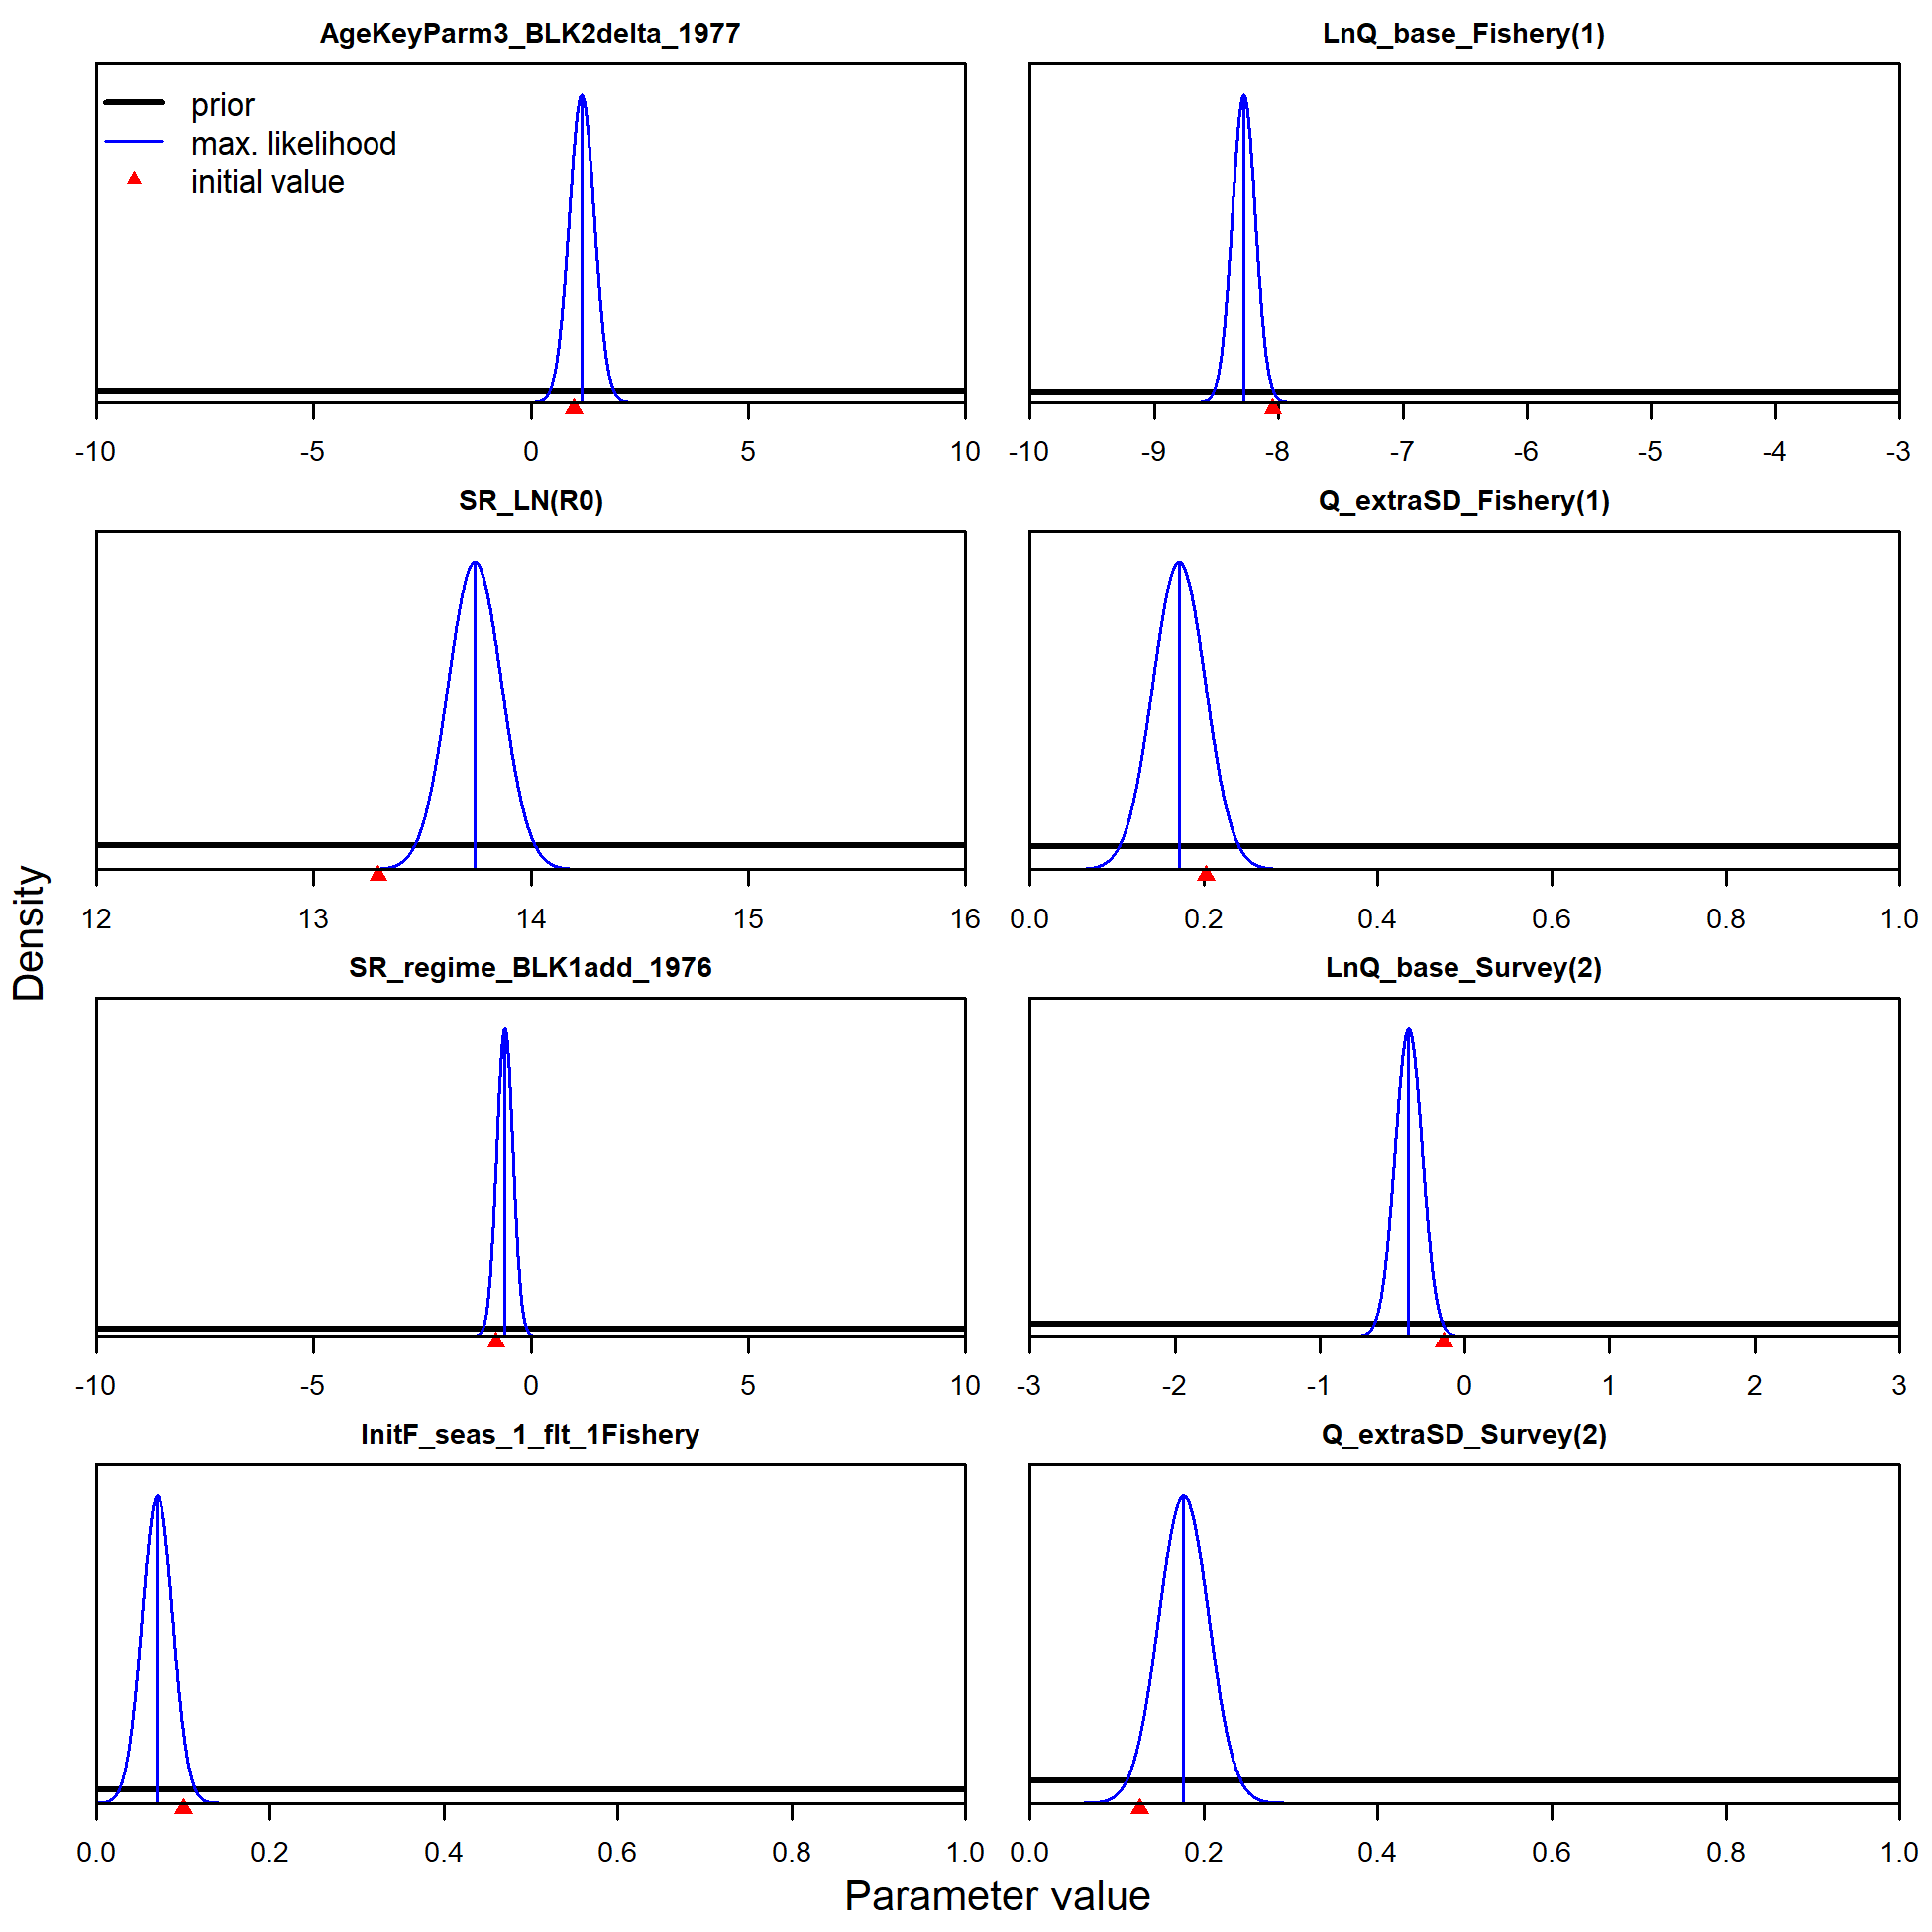 AgeKeyParm3_BLK2delta_1977
prior
max. likelihood
initial value
-10 -5 0 5 10
LnQ_base_Fishery(1)
-10 -9 -8 -7 -6 -5 -4 -3
SR_LN(R0)
12 13 14 15 16
Q_extraSD_Fishery(1)
0.0 0.2 0.4 0.6 0.8 1.0
SR_regime_BLK1add_1976
-10 -5 0 5 10
LnQ_base_Survey(2)
-3 -2 -1 0 1 2 3
InitF_seas_1_flt_1Fishery
0.0 0.2 0.4 0.6 0.8 1.0
Q_extraSD_Survey(2)
0.0 0.2 0.4 0.6 0.8 1.0
Density
Parameter value